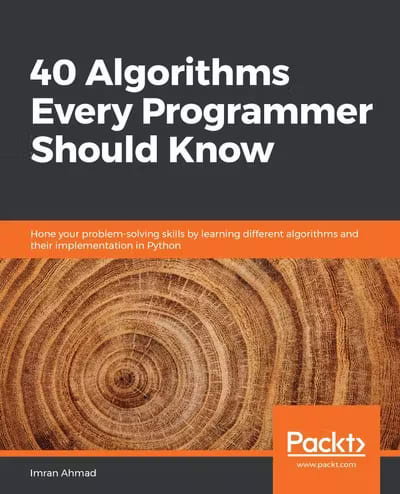 40 Algorithms
Every Programmer
Should Know
Hone your problem-solving skills by learning different algorithms and
their implementation in Python
Packt>
www.packt.com
Imran Ahmad